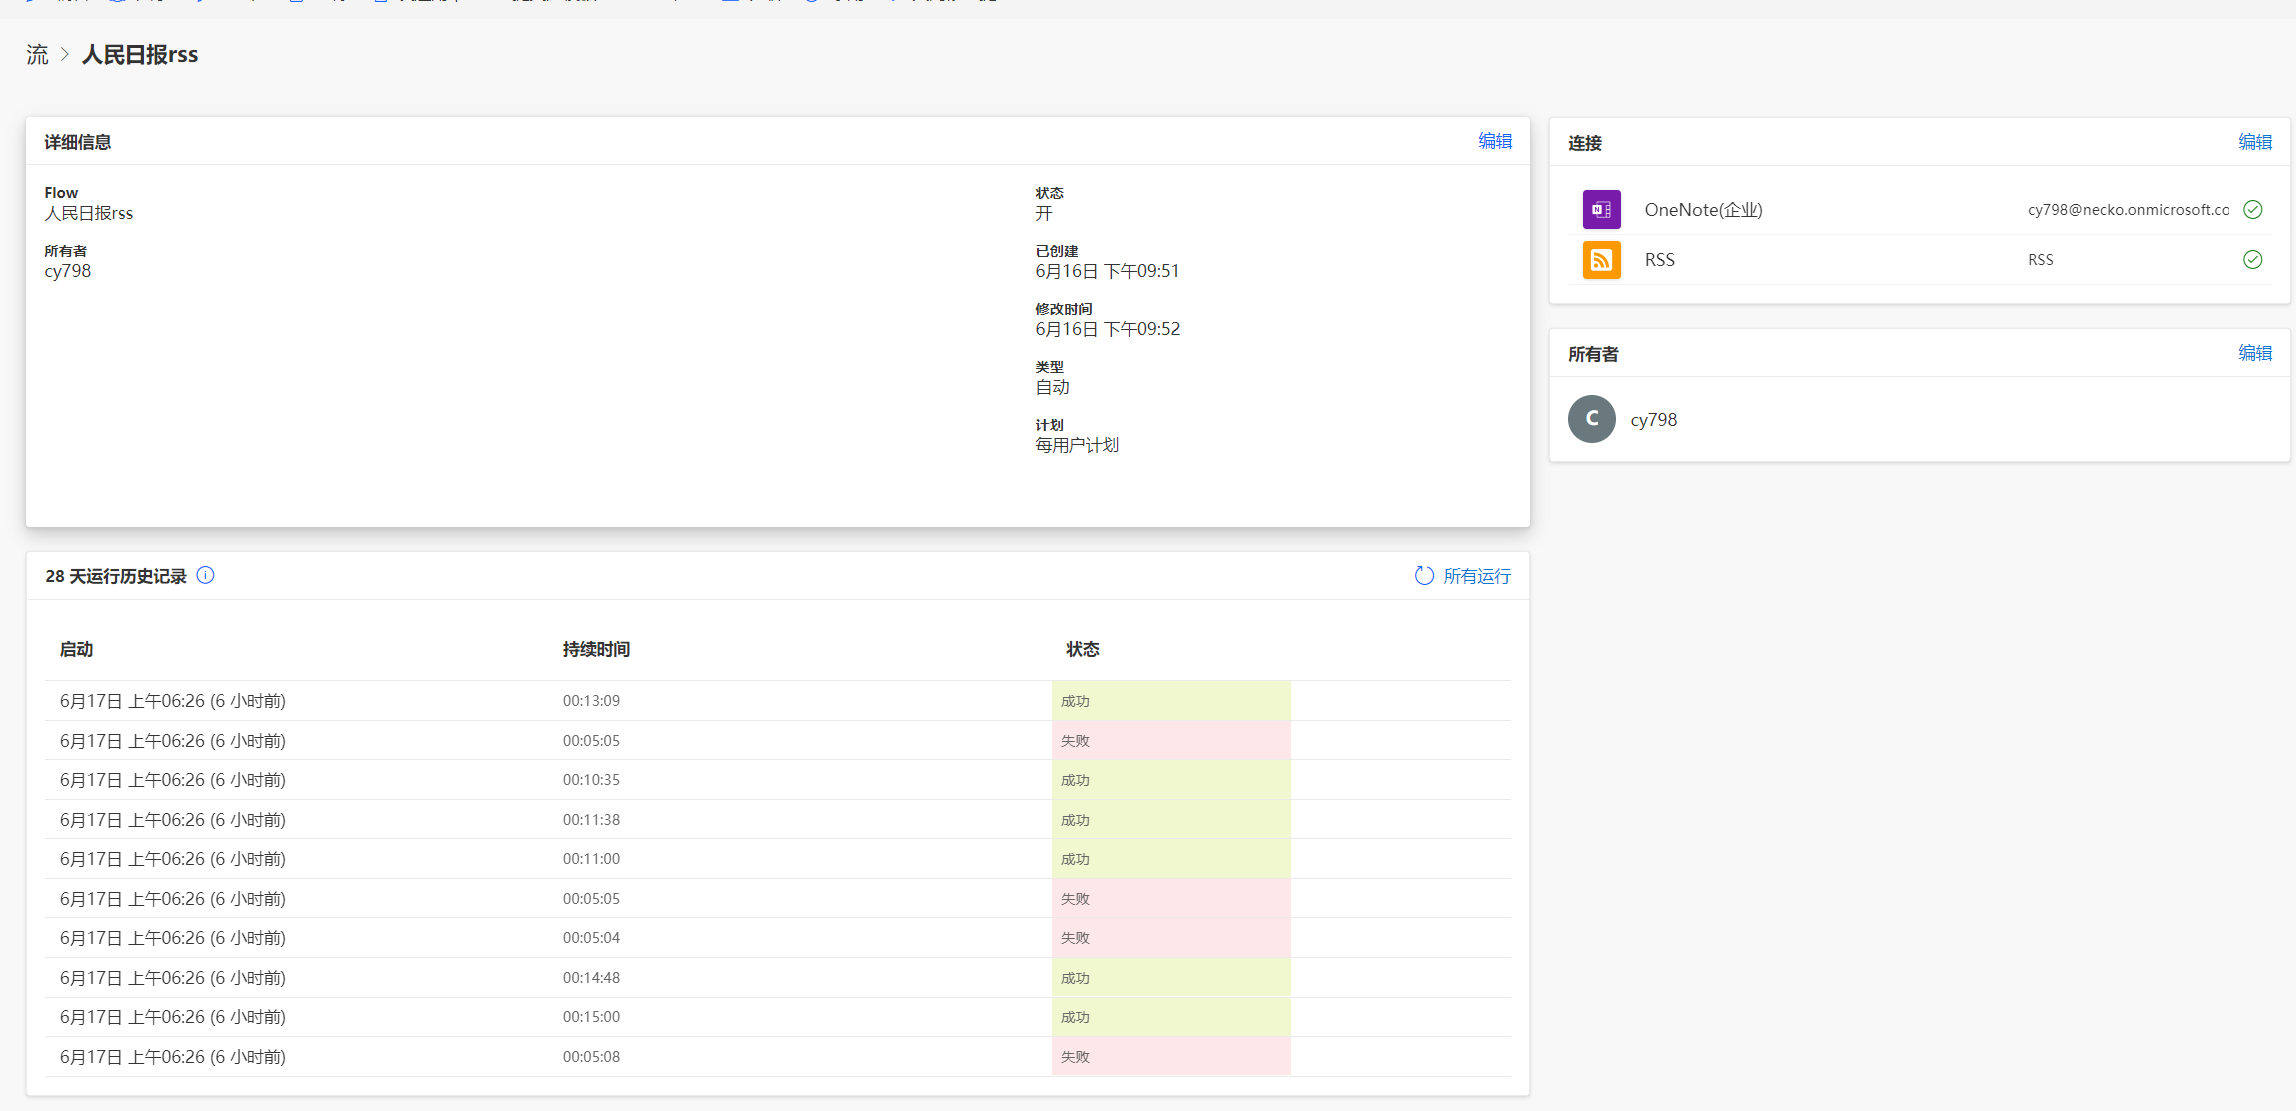 流 > 人民日报rss
详细信息
编辑
Flow
人民日报rss
所有者
cy798
状态
开
已创建
6月16日 下午09:51
修改时间
6月16日 下午09:52
类型
自动
计划
每用户计划
28 天运行历史记录
所有运行
启动 持续时间 状态
6月17日 上午06:26 (6 小时前) 00:13:09 成功
6月17日 上午06:26 (6 小时前) 00:05:05 失败
6月17日 上午06:26 (6 小时前) 00:10:35 成功
6月17日 上午06:26 (6 小时前) 00:11:38 成功
6月17日 上午06:26 (6 小时前) 00:11:00 成功
6月17日 上午06:26 (6 小时前) 00:05:05 失败
6月17日 上午06:26 (6 小时前) 00:05:04 失败
6月17日 上午06:26 (6 小时前) 00:14:48 成功
6月17日 上午06:26 (6 小时前) 00:15:00 成功
6月17日 上午06:26 (6 小时前) 00:05:08 失败
连接
编辑
OneNote(企业) cy798@necko.onmicrosoft.co
RSS RSS
所有者
编辑
C cy798